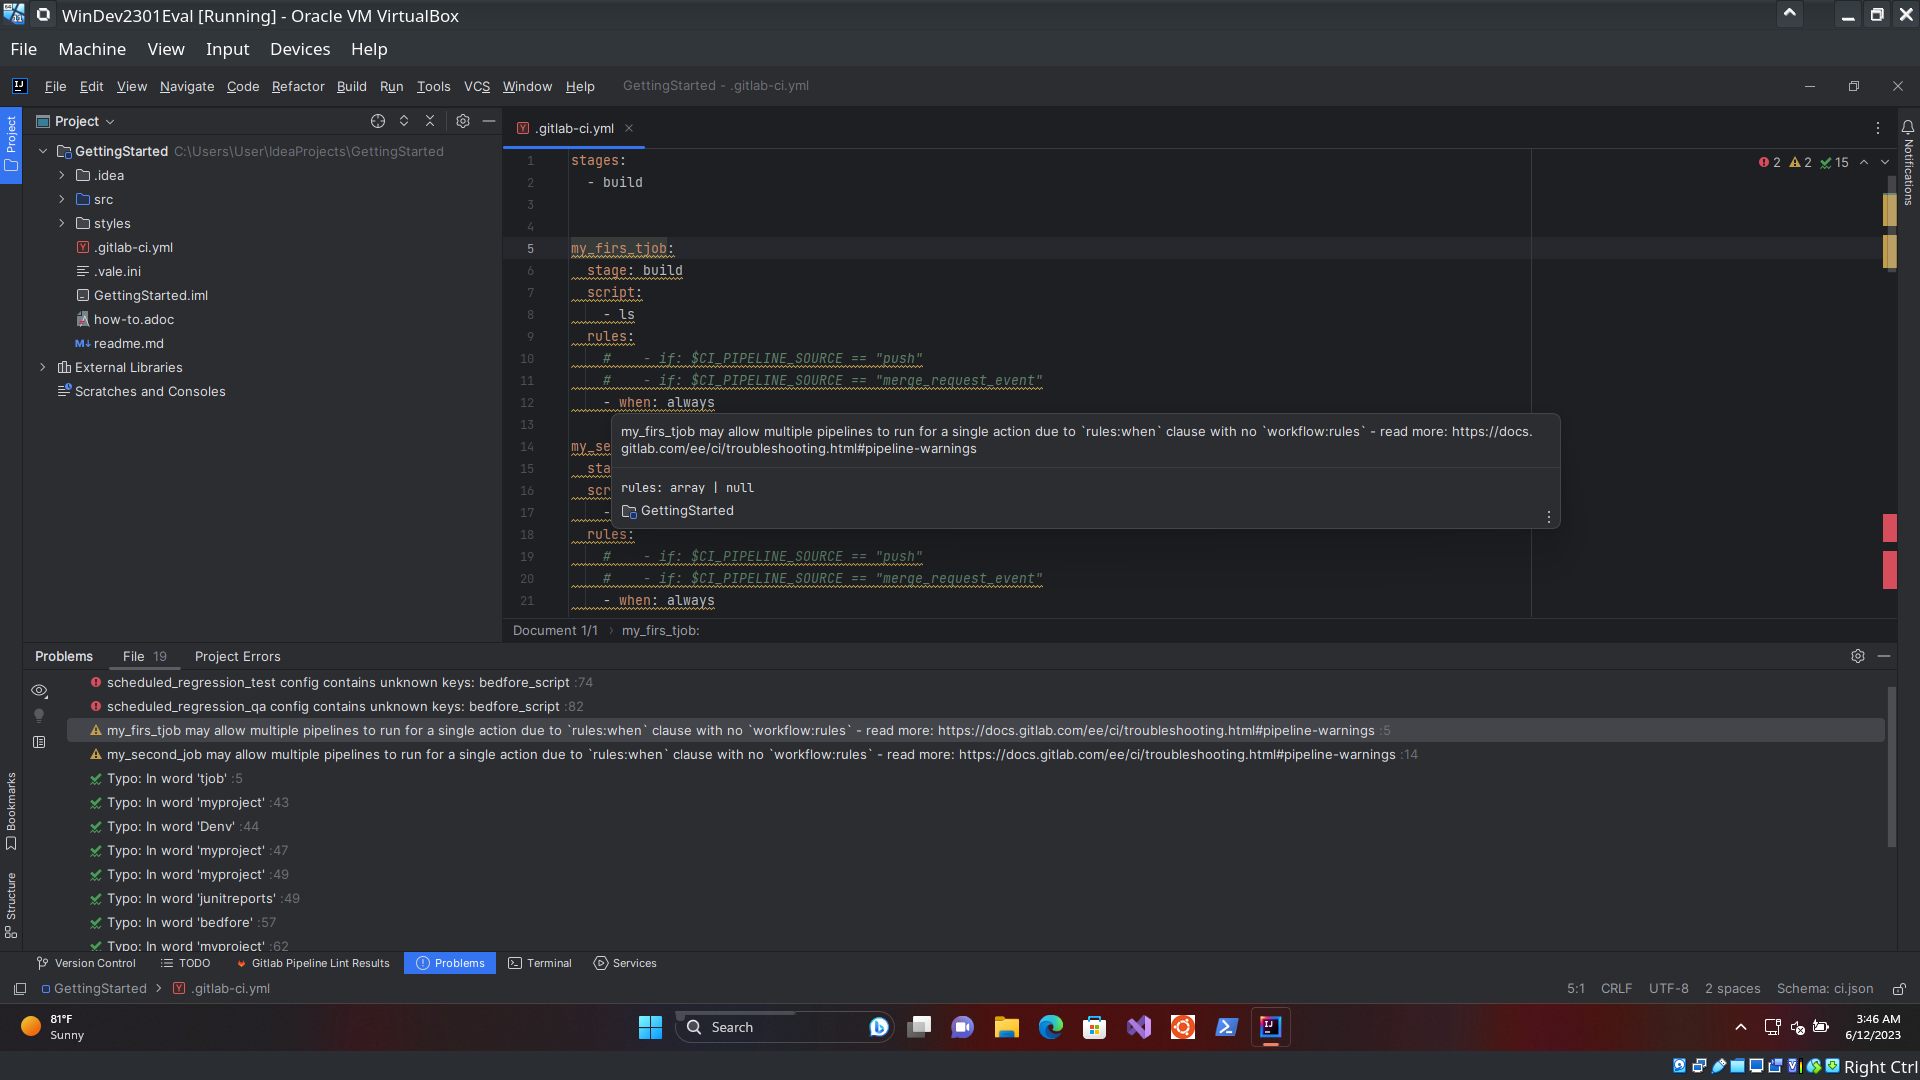 WinDev2301Eval [Running] - Oracle VM VirtualBox
File Machine View Input Devices Help
File Edit View Navigate Code Refactor Build Run Tools VCS Window Help GettingStarted - .gitlab-ci.yml
Project
Project
.gitlab-ci.yml
Notifications
GettingStarted C:\Users\User\IdeaProjects\GettingStarted
.idea
src
styles
.gitlab-ci.yml
.vale.ini
GettingStarted.iml
how-to.adoc
readme.md
External Libraries
Scratches and Consoles
2 2 15
1 stages:
2 - build
3
4
5 my_firs_tjob:
6 stage: build
7 script:
8 - ls
9 rules:
10 # - if: $CI_PIPELINE_SOURCE == "push"
11 # - if: $CI_PIPELINE_SOURCE == "merge_request_event"
12 - when: always
13
14 my_se
15 sta
16 scr
17 -
18 rules:
19 # - if: $CI_PIPELINE_SOURCE == "push"
20 # - if: $CI_PIPELINE_SOURCE == "merge_request_event"
21 - when: always
my_firs_tjob may allow multiple pipelines to run for a single action due to `rules:when` clause with no `workflow:rules` - read more: https://docs.
gitlab.com/ee/ci/troubleshooting.html#pipeline-warnings
rules: array | null
GettingStarted
Document 1/1 › my_firs_tjob:
Problems File 19 Project Errors
scheduled_regression_test config contains unknown keys: bedfore_script :74
scheduled_regression_qa config contains unknown keys: bedfore_script :82
my_firs_tjob may allow multiple pipelines to run for a single action due to `rules:when` clause with no `workflow:rules` - read more: https://docs.gitlab.com/ee/ci/troubleshooting.html#pipeline-warnings :5
my_second_job may allow multiple pipelines to run for a single action due to `rules:when` clause with no `workflow:rules` - read more: https://docs.gitlab.com/ee/ci/troubleshooting.html#pipeline-warnings :14
Typo: In word 'tjob' :5
Typo: In word 'myproject' :43
Typo: In word 'Denv' :44
Typo: In word 'myproject' :47
Typo: In word 'myproject' :49
Typo: In word 'junitreports' :49
Typo: In word 'bedfore' :57
Typo: In word 'myproject' :62
Bookmarks
Structure
Version Control TODO Gitlab Pipeline Lint Results Problems Terminal Services
GettingStarted › .gitlab-ci.yml
5:1 CRLF UTF-8 2 spaces Schema: ci.json
81°F
Sunny
Search
3:46 AM
6/12/2023
Right Ctrl